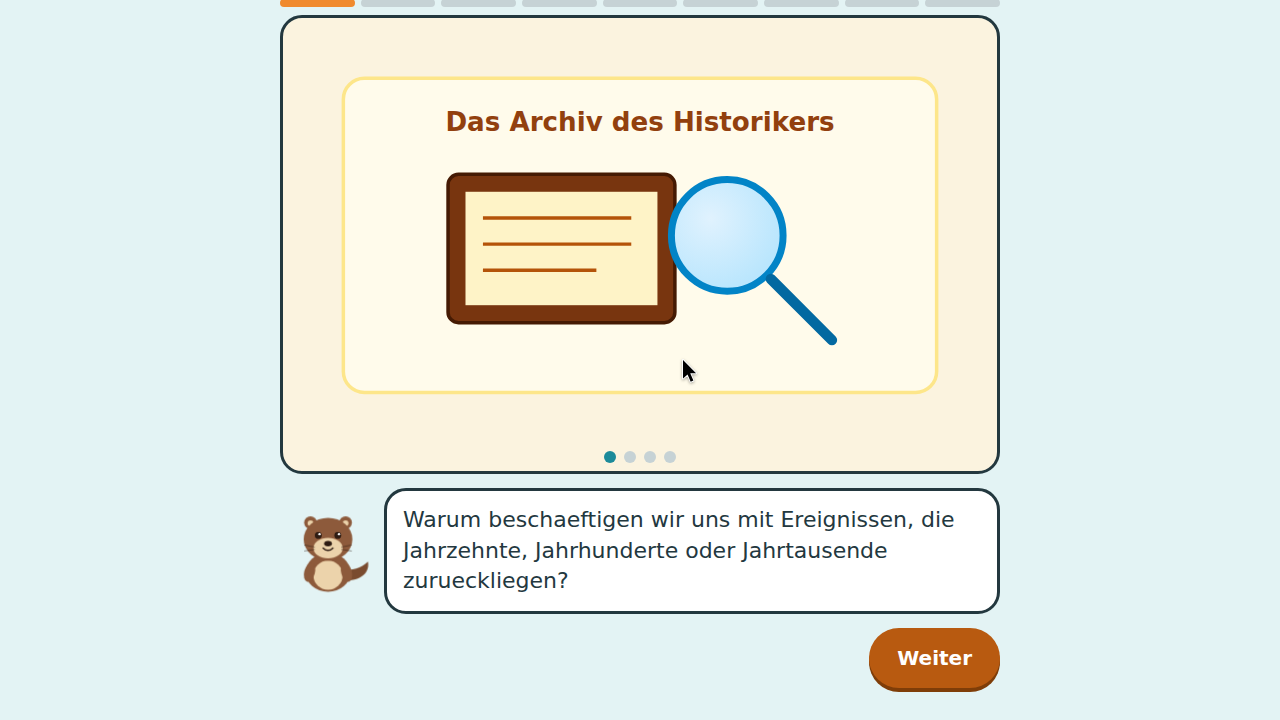 Das Archiv des Historikers
Warum beschaeftigen wir uns mit Ereignissen, die
Jahrzehnte, Jahrhunderte oder Jahrtausende
zurueckliegen?
Weiter